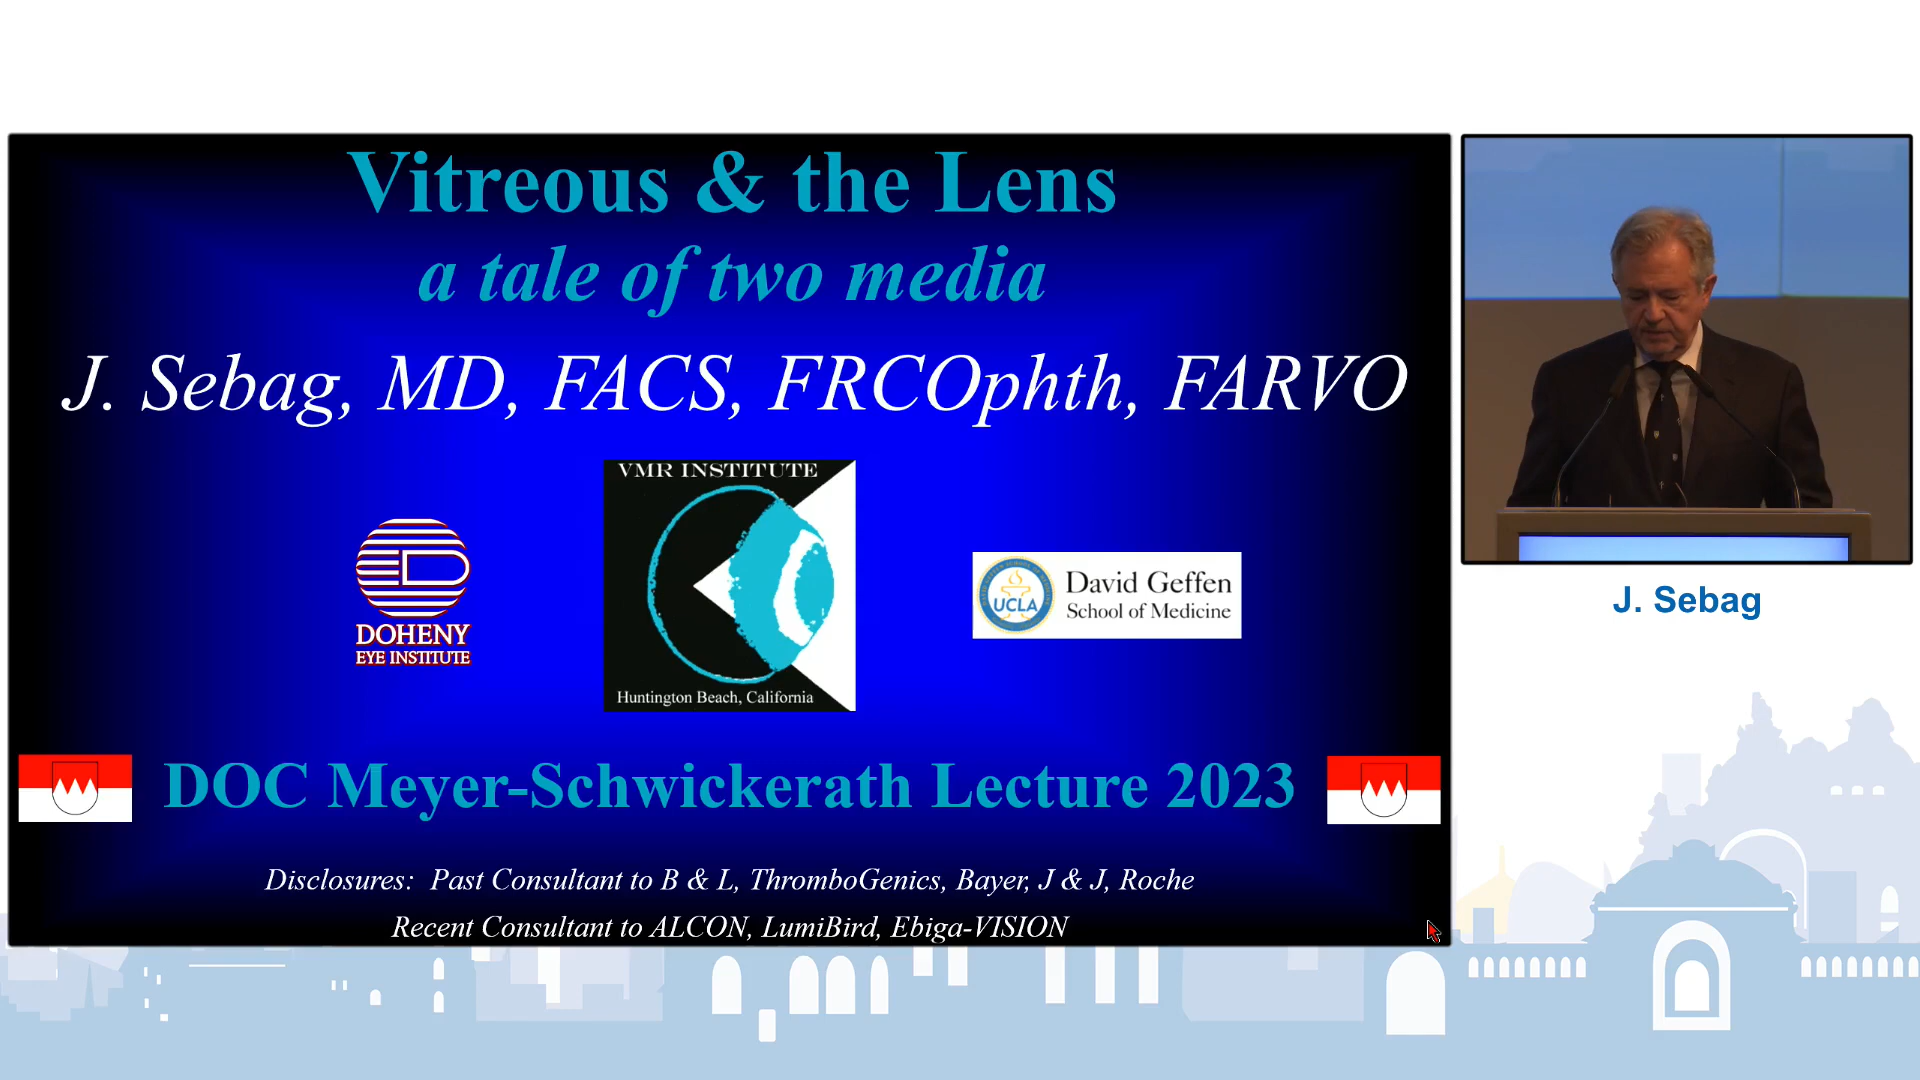 Vitreous & the Lens
a tale of two media
J. Sebag, MD, FACS, FRCOphth, FARVO
VMR INSTITUTE
Huntington Beach, California
DOHENY
EYE INSTITUTE
UCLA
David Geffen
School of Medicine
DOC Meyer-Schwickerath Lecture 2023
Disclosures: Past Consultant to B & L, ThromboGenics, Bayer, J & J, Roche
Recent Consultant to ALCON, LumiBird, Ebiga-VISION
J. Sebag